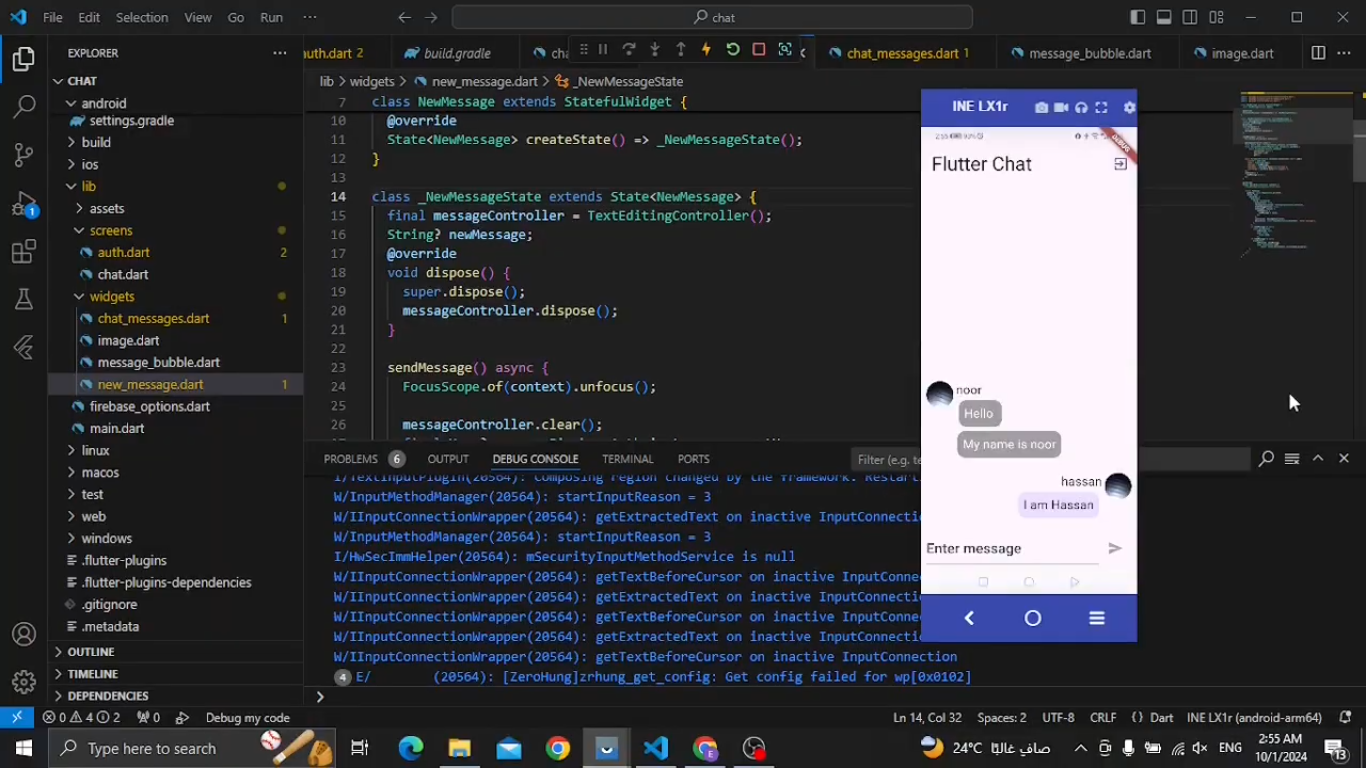 File Edit Selection View Go Run ··· chat
EXPLORER ···
auth.dart 2 build.gradle cha chat_messages.dart 1 message_bubble.dart image.dart ···
CHAT
android
settings.gradle
build
ios
lib
assets
screens
auth.dart 2
chat.dart
widgets
chat_messages.dart 1
image.dart
message_bubble.dart
new_message.dart 1
firebase_options.dart
main.dart
linux
macos
test
web
windows
.flutter-plugins
.flutter-plugins-dependencies
.gitignore
.metadata
OUTLINE
TIMELINE
DEPENDENCIES
lib > widgets > new_message.dart > _NewMessageState
7 class NewMessage extends StatefulWidget {
10 @override
11 State<NewMessage> createState() => _NewMessageState();
12 }
13
14 class _NewMessageState extends State<NewMessage> {
15 final messageController = TextEditingController();
16 String? newMessage;
17 @override
18 void dispose() {
19 super.dispose();
20 messageController.dispose();
21 }
22
23 sendMessage() async {
24 FocusScope.of(context).unfocus();
25
26 messageController.clear();
PROBLEMS 6 OUTPUT DEBUG CONSOLE TERMINAL PORTS Filter (e.g. te
I/TextInputPlugin(20564): Composing region changed by the framework. Restarti
W/InputMethodManager(20564): startInputReason = 3
W/IInputConnectionWrapper(20564): getExtractedText on inactive InputConnection
W/InputMethodManager(20564): startInputReason = 3
I/HwSecImmHelper(20564): mSecurityInputMethodService is null
W/IInputConnectionWrapper(20564): getTextBeforeCursor on inactive InputConne
W/IInputConnectionWrapper(20564): getExtractedText on inactive InputConnecti
W/IInputConnectionWrapper(20564): getTextBeforeCursor on inactive InputConne
W/IInputConnectionWrapper(20564): getExtractedText on inactive InputConnecti
W/IInputConnectionWrapper(20564): getTextBeforeCursor on inactive InputConnection
4 E/ (20564): [ZeroHung]zrhung_get_config: Get config failed for wp[0x0102]
INE LX1r
2:55
DEBUG
Flutter Chat
noor
Hello
My name is noor
hassan
I am Hassan
Enter message
0 4 2 0 Debug my code Ln 14, Col 32 Spaces: 2 UTF-8 CRLF {} Dart INE LX1r (android-arm64)
Type here to search 24°C صافٍ غالبًا ENG 2:55 AM
10/1/2024 13